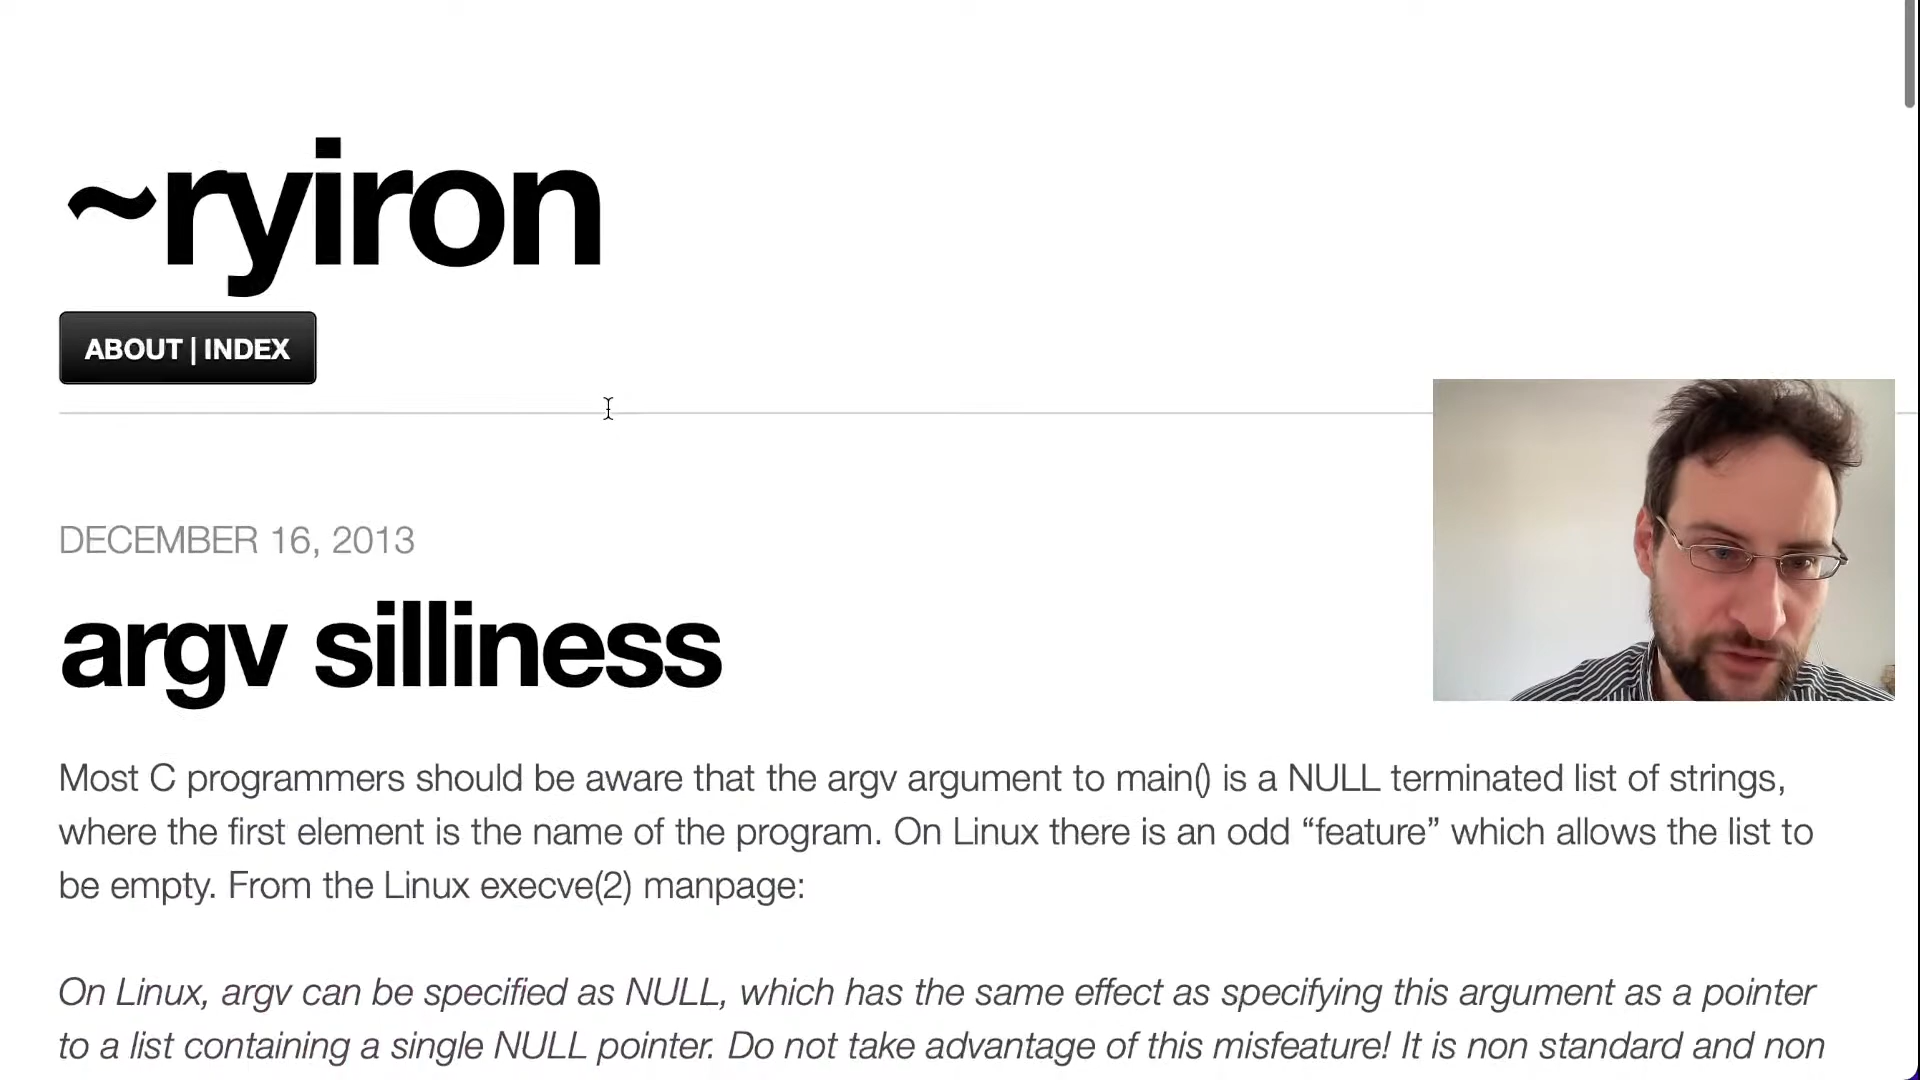 ~ryiron
ABOUT | INDEX
DECEMBER 16, 2013
argv silliness
Most C programmers should be aware that the argv argument to main() is a NULL terminated list of strings,
where the first element is the name of the program. On Linux there is an odd “feature” which allows the list to
be empty. From the Linux execve(2) manpage:
On Linux, argv can be specified as NULL, which has the same effect as specifying this argument as a pointer
to a list containing a single NULL pointer. Do not take advantage of this misfeature! It is non standard and non